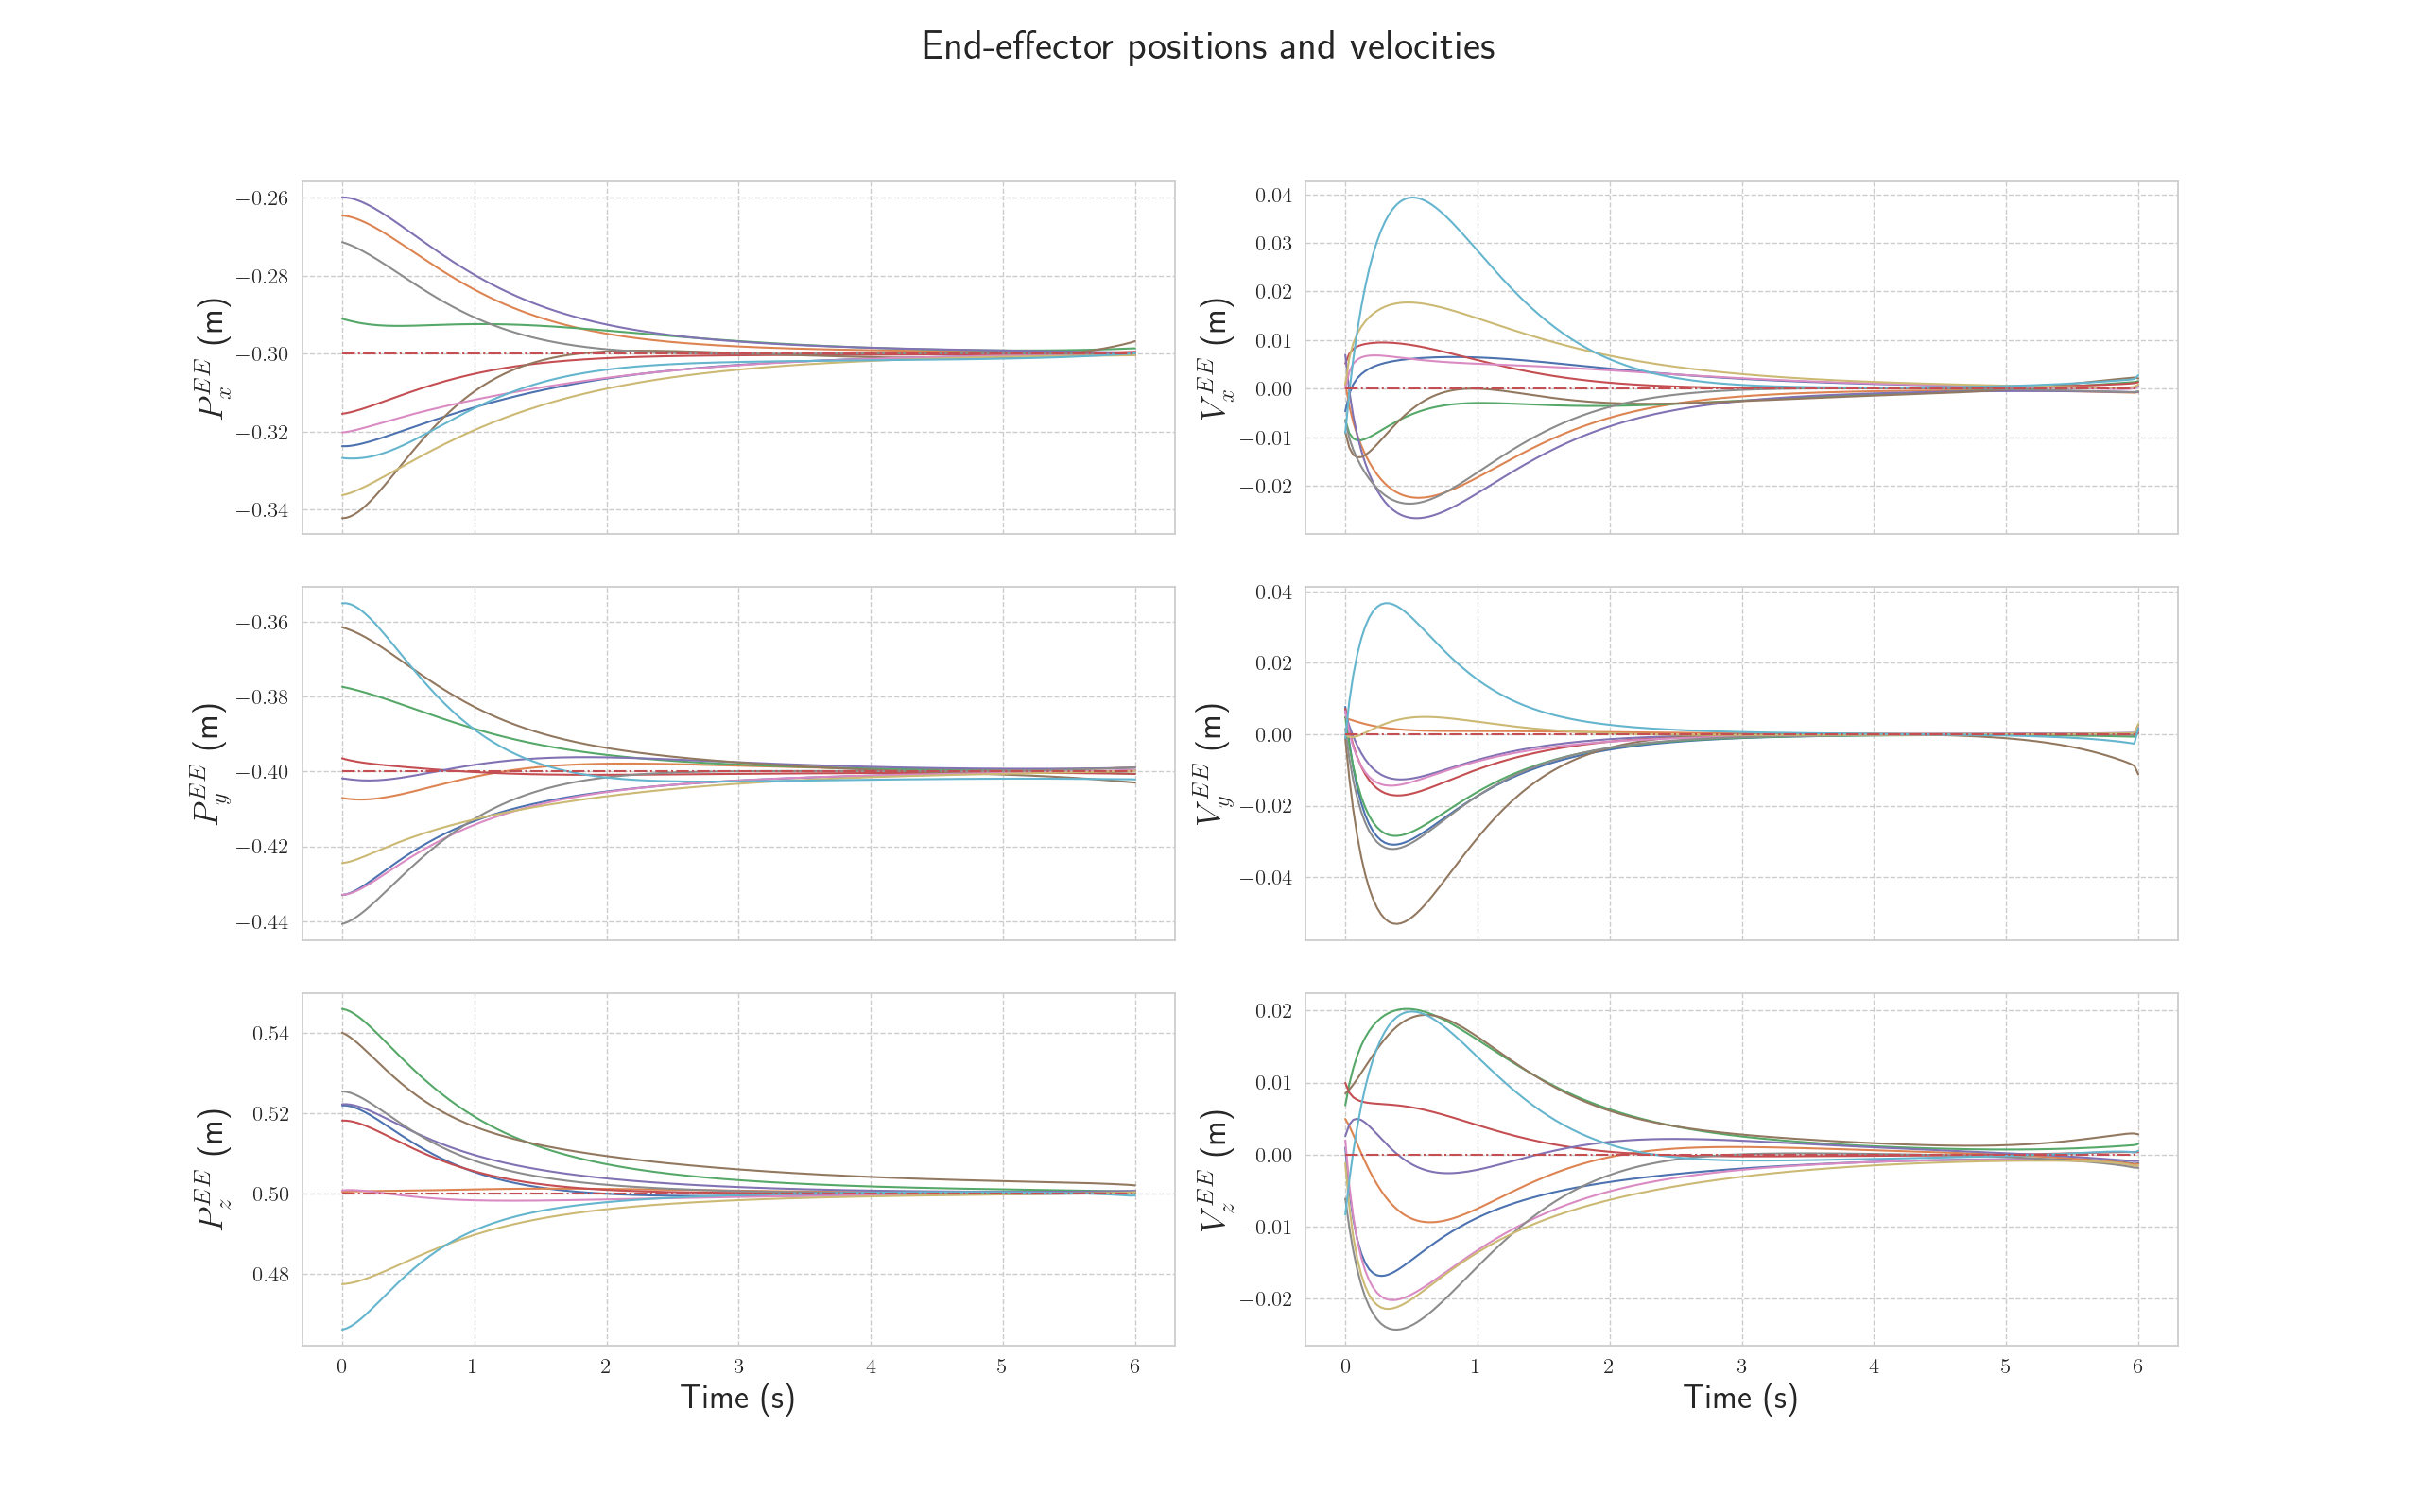 End-effector positions and velocities
−0.26
−0.28
−0.30
−0.32
−0.34
P_x^{EE} (m)
0.04
0.03
0.02
0.01
0.00
−0.01
−0.02
V_x^{EE} (m)
−0.36
−0.38
−0.40
−0.42
−0.44
P_y^{EE} (m)
0.04
0.02
0.00
−0.02
−0.04
V_y^{EE} (m)
0.54
0.52
0.50
0.48
P_z^{EE} (m)
0 1 2 3 4 5 6
Time (s)
0.02
0.01
0.00
−0.01
−0.02
V_z^{EE} (m)
0 1 2 3 4 5 6
Time (s)